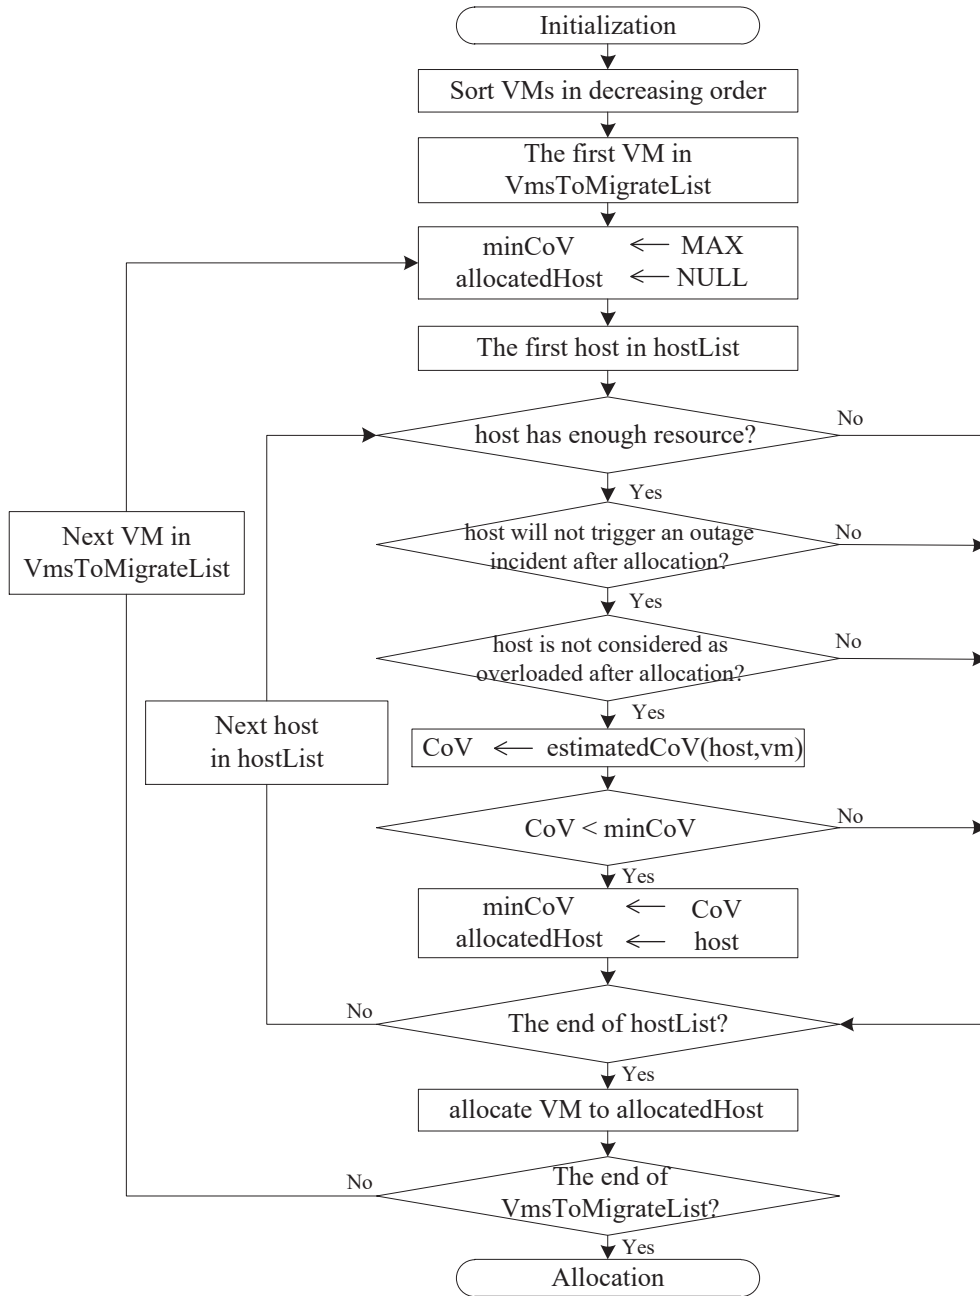 Initialization
Sort VMs in decreasing order
The first VM in
VmsToMigrateList
minCoV ← MAX
allocatedHost ← NULL
The first host in hostList
host has enough resource?
No
Yes
Next VM in
VmsToMigrateList
host will not trigger an outage
incident after allocation?
No
Yes
host is not considered as
overloaded after allocation?
No
Yes
Next host
in hostList
CoV ← estimatedCoV(host,vm)
CoV < minCoV
No
Yes
minCoV ← CoV
allocatedHost ← host
The end of hostList?
No
Yes
allocate VM to allocatedHost
The end of
VmsToMigrateList?
No
Yes
Allocation